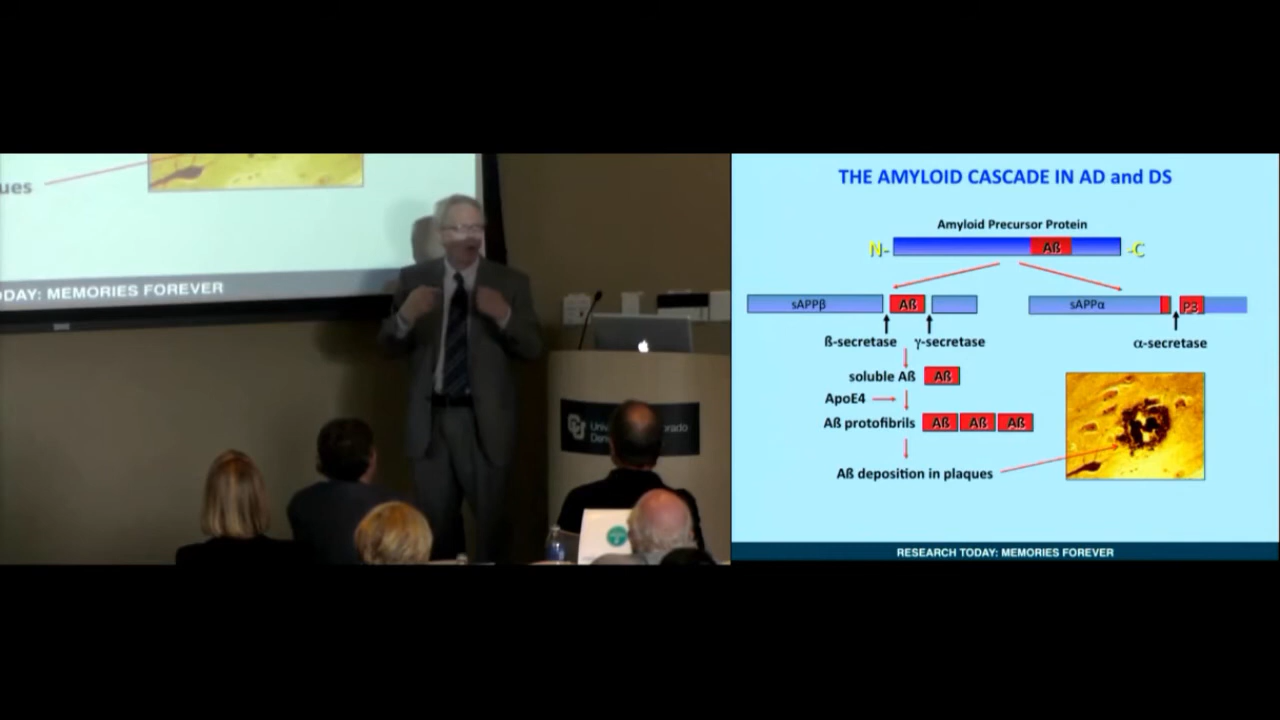 ues
ODAY: MEMORIES FOREVER
THE AMYLOID CASCADE IN AD and DS
Amyloid Precursor Protein
N- Aß -C
sAPPβ Aß sAPPα P3
ß-secretase γ-secretase α-secretase
soluble Aß Aß
ApoE4
Aß protofibrils Aß Aß Aß
Aß deposition in plaques
RESEARCH TODAY: MEMORIES FOREVER